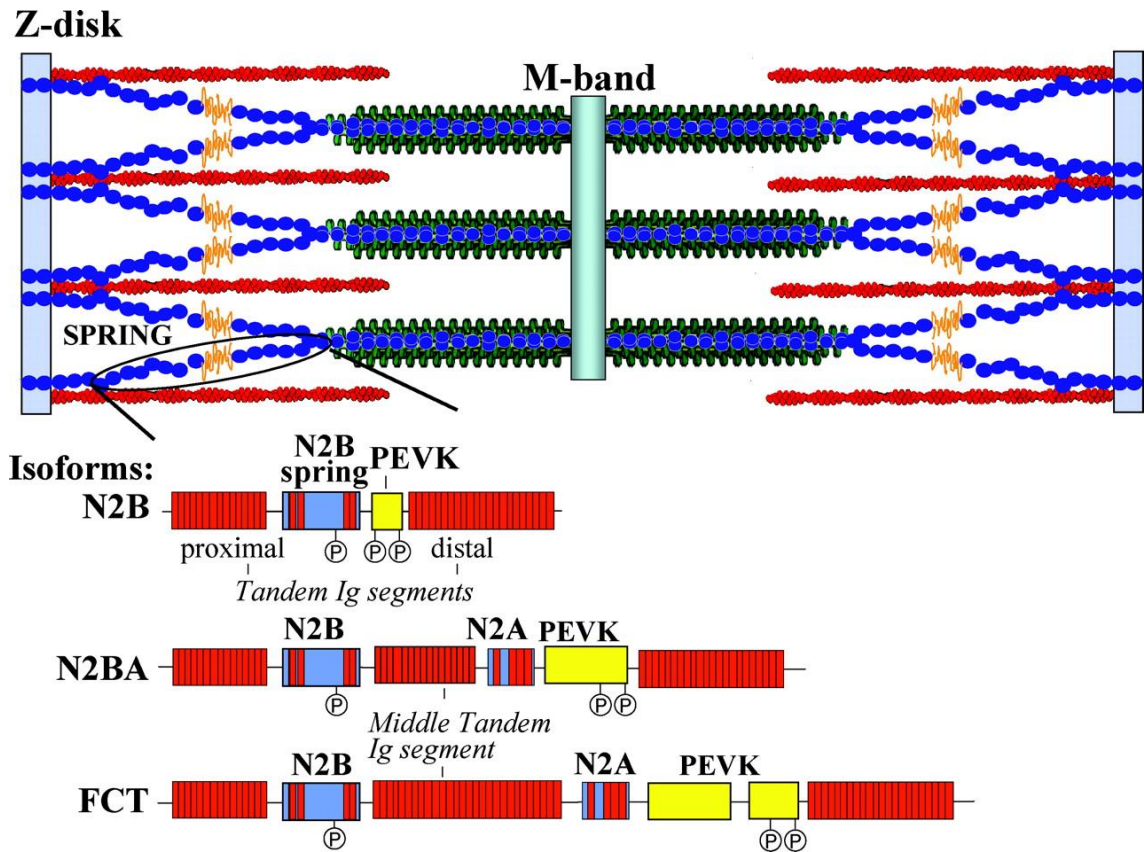 Z-disk
M-band
SPRING
Isoforms:
N2B
spring
PEVK
N2B
P
P
P
proximal
distal
Tandem Ig segments
N2B
N2A
PEVK
N2BA
P
P
P
Middle Tandem
Ig segment
N2B
N2A
PEVK
FCT
P
P
P